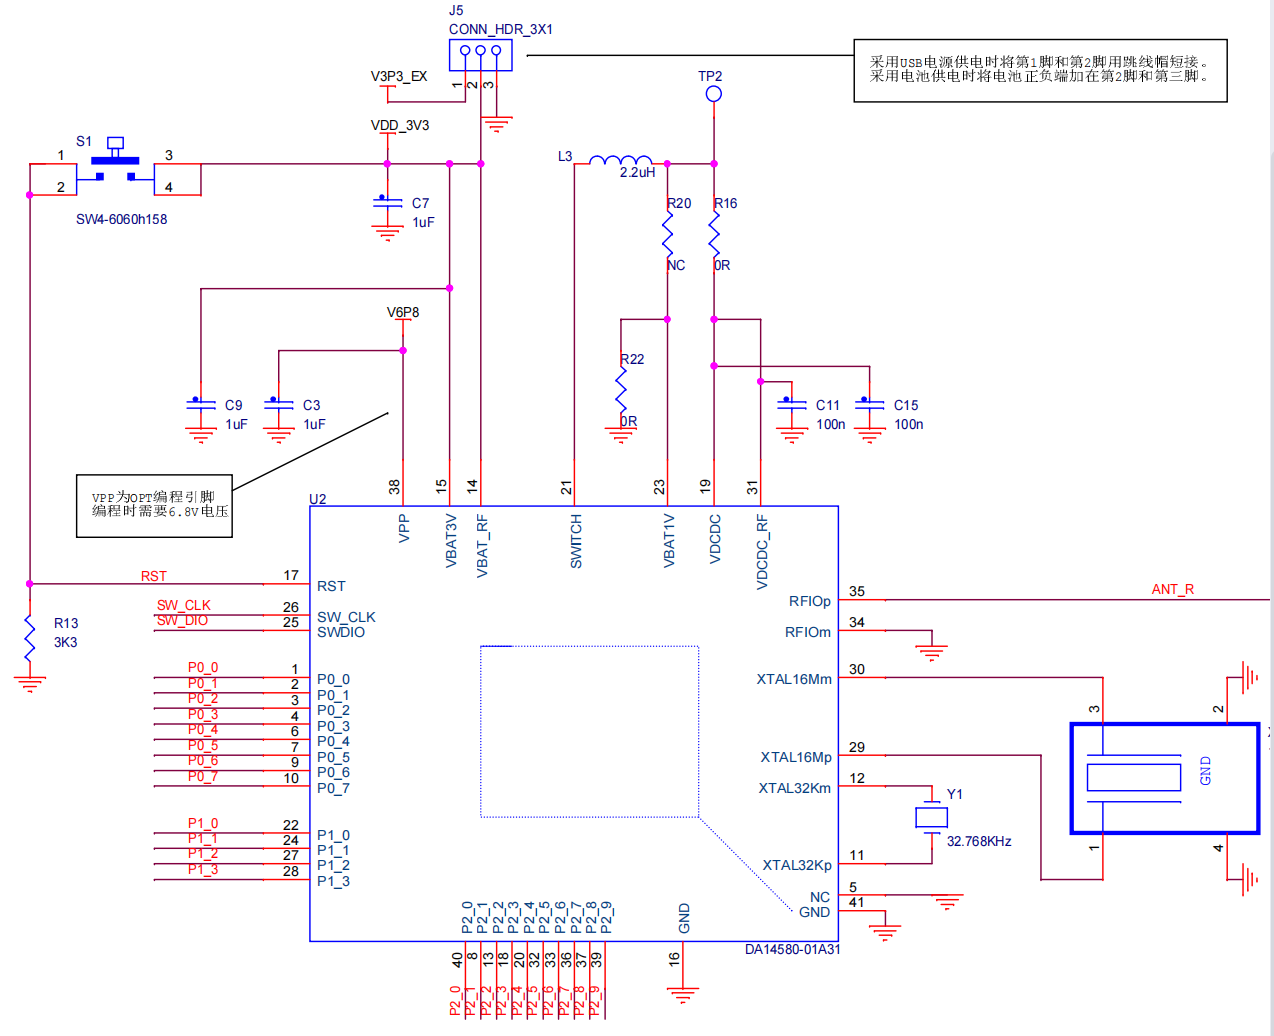 J5
CONN_HDR_3X1
采用USB电源供电时将第1脚和第2脚用跳线帽短接。
采用电池供电时将电池正负端加在第2脚和第三脚。
V3P3_EX
1
2
3
TP2
VDD_3V3
S1
1
3
2
4
SW4-6060h158
L3
2.2uH
C7
1uF
R20
R16
NC
0R
V6P8
R22
0R
C9
1uF
C3
1uF
C11
100n
C15
100n
VPP为OPT编程引脚
编程时需要6.8V电压
U2
38
15
14
21
23
19
31
VPP
VBAT3V
VBAT_RF
SWITCH
VBAT1V
VDCDC
VDCDC_RF
RST
17
RST
SW_CLK
26
SW_CLK
SW_DIO
25
SWDIO
R13
3K3
P0_0
1
P0_0
P0_1
2
P0_1
P0_2
3
P0_2
P0_3
4
P0_3
P0_4
6
P0_4
P0_5
7
P0_5
P0_6
9
P0_6
P0_7
10
P0_7
P1_0
22
P1_0
P1_1
24
P1_1
P1_2
27
P1_2
P1_3
28
P1_3
RFIOp
35
ANT_R
RFIOm
34
XTAL16Mm
30
XTAL16Mp
29
XTAL32Km
12
XTAL32Kp
11
NC
5
GND
41
Y1
32.768KHz
3
2
GND
1
4
P2_0
P2_1
P2_2
P2_3
P2_4
P2_5
P2_6
P2_7
P2_8
P2_9
GND
DA14580-01A31
40
8
13
18
20
32
33
36
37
39
16
P2_0
P2_1
P2_2
P2_3
P2_4
P2_5
P2_6
P2_7
P2_8
P2_9